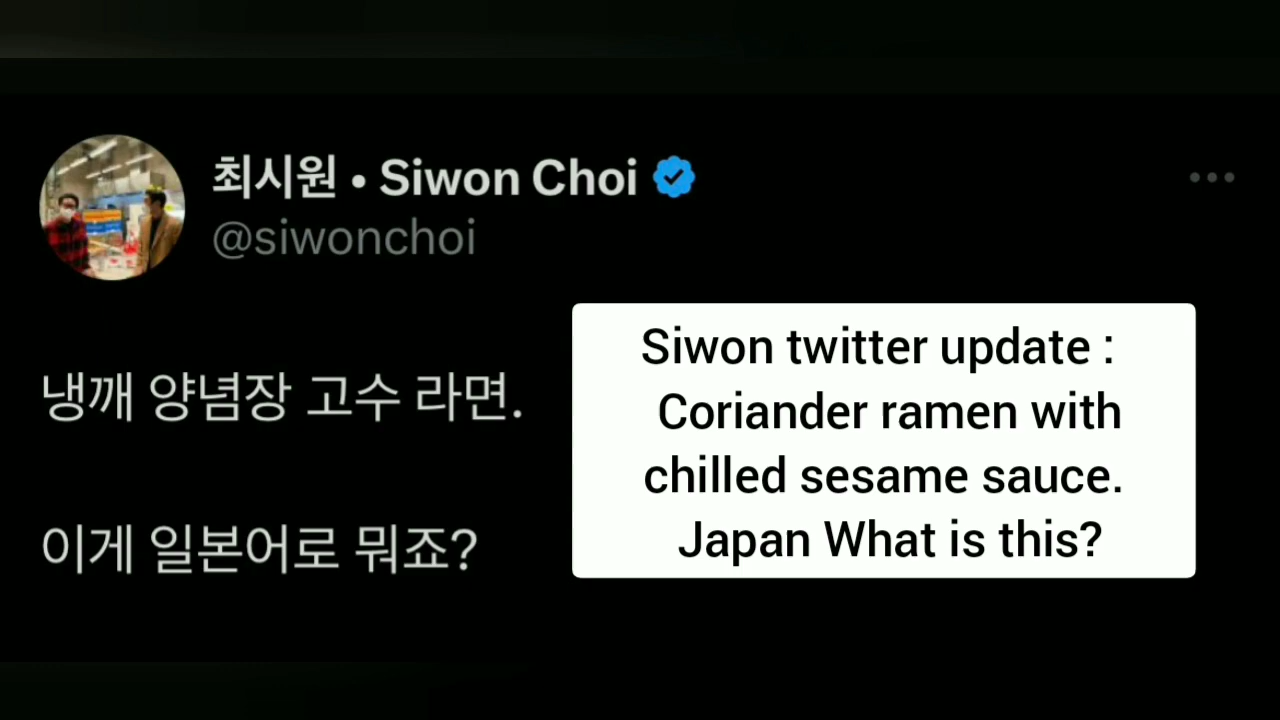 최시원 • Siwon Choi
@siwonchoi
냉깨 양념장 고수 라면.
이게 일본어로 뭐죠?
Siwon twitter update :
Coriander ramen with
chilled sesame sauce.
Japan What is this?